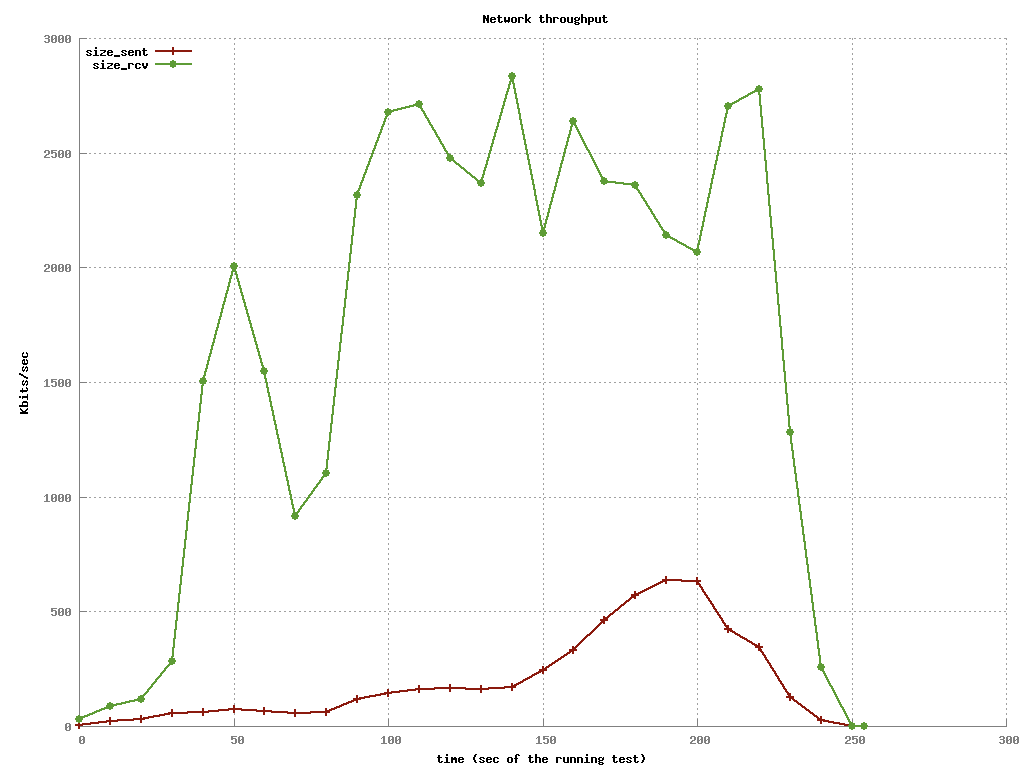 Network throughput
size_sent
size_rcv
3000
2500
2000
1500
1000
500
0
Kbits/sec
0 50 100 150 200 250 300
time (sec of the running test)